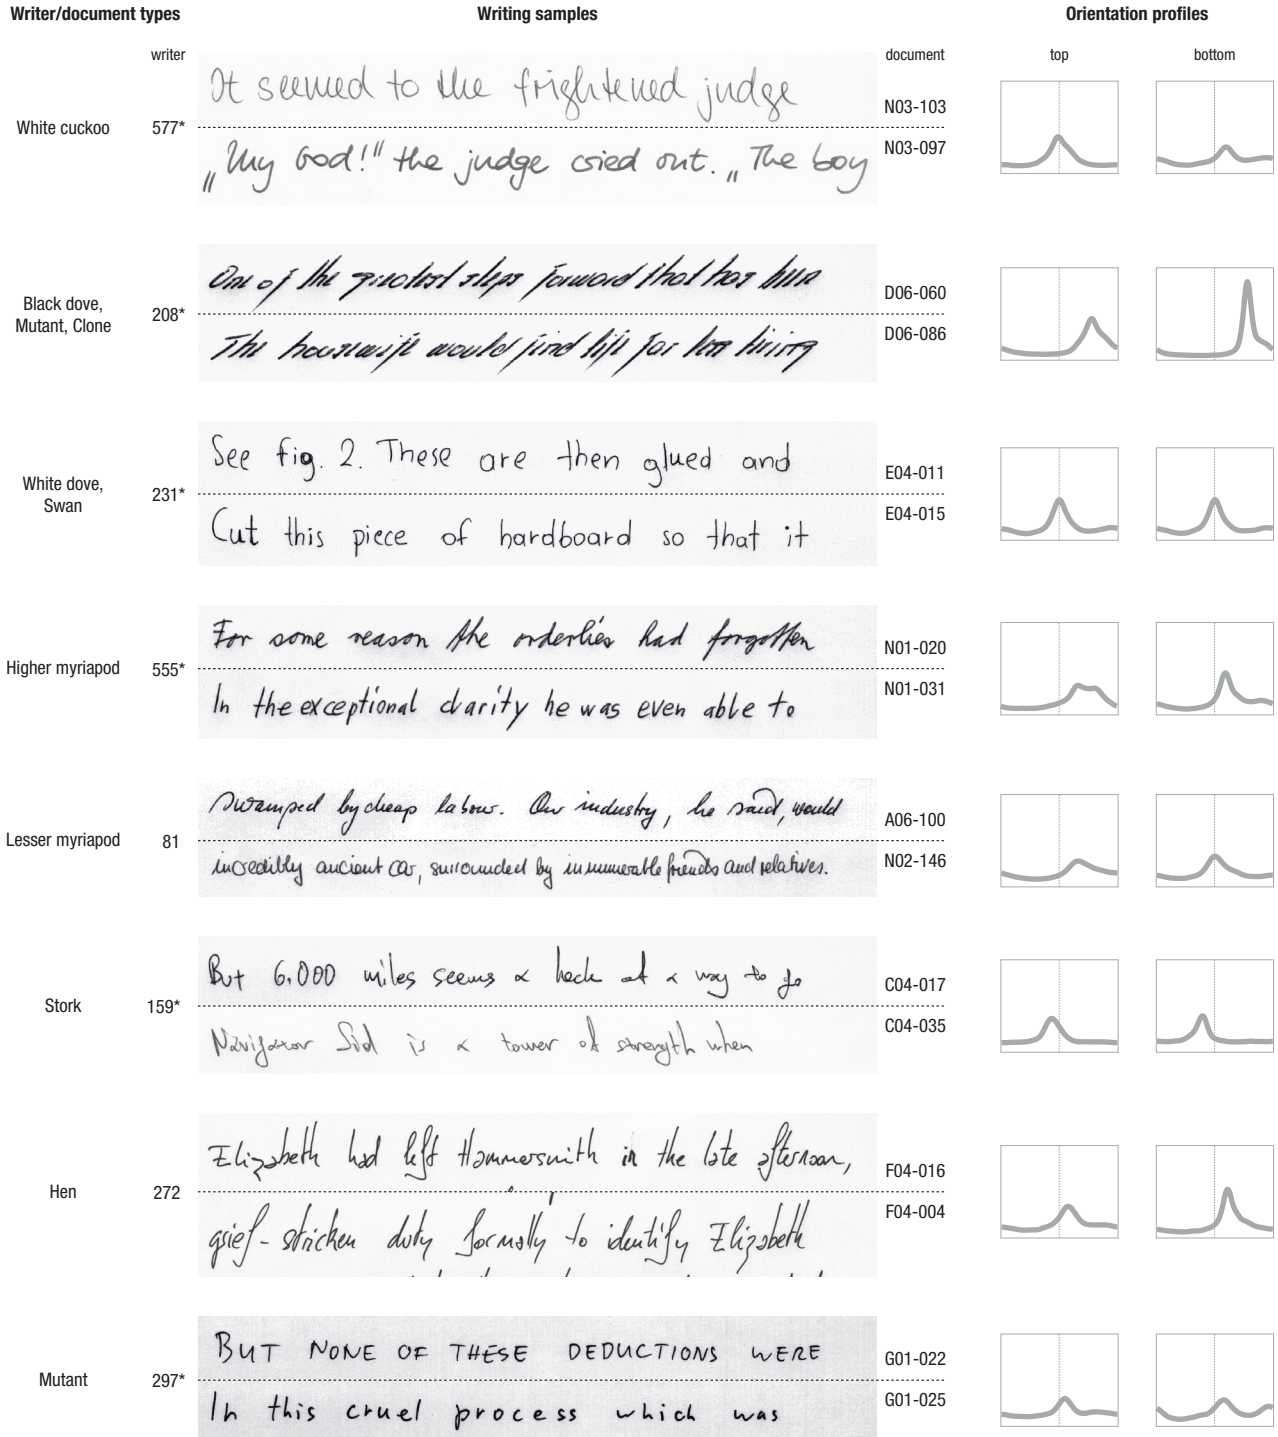 Writer/document types Writing samples Orientation profiles
writer document top bottom
It seemed to the frightened judge
White cuckoo 577* N03-103
N03-097
„My God!" the judge cried out. „The boy
One of the greatest steps forward that has been
Black dove,
Mutant, Clone
208*
D06-060
D06-086
The housewife would find life far less tiring
See fig. 2. These are then glued and
White dove,
Swan
231*
E04-011
E04-015
Cut this piece of hardboard so that it
For some reason the orderlies had forgotten
Higher myriapod 555* N01-020
N01-031
In the exceptional clarity he was even able to
swamped by cheap labour. Our industry, he said, would
Lesser myriapod 81 A06-100
N02-146
incredibly ancient car, surrounded by innumerable friends and relatives.
But 6,000 miles seems a heck of a way to go
Stork 159* C04-017
C04-035
Navigator Sid is a tower of strength when
Elizabeth had left Hammersmith in the late afternoon,
Hen 272 F04-016
F04-004
grief-stricken duty formally to identify Elizabeth
BUT NONE OF THESE DEDUCTIONS WERE
Mutant 297* G01-022
G01-025
In this cruel process which was